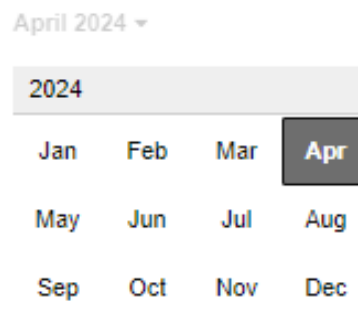 April 2024
2024
Jan Feb Mar Apr
May Jun Jul Aug
Sep Oct Nov Dec